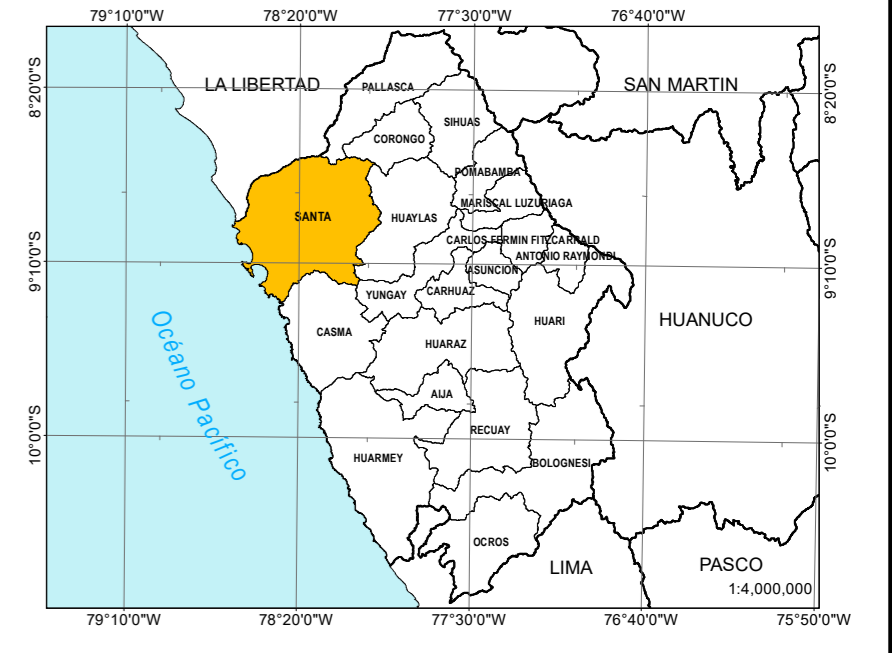 79°10'0"W 78°20'0"W 77°30'0"W 76°40'0"W
8°20'0"S
8°20'0"S
LA LIBERTAD
SAN MARTIN
PALLASCA
SIHUAS
CORONGO
POMABAMBA
MARISCAL LUZURIAGA
SANTA
HUAYLAS
CARLOS FERMIN FITZCARRALD
ANTONIO RAYMONDI
9°10'0"S
9°10'0"S
ASUNCION
YUNGAY
CARHUAZ
HUARI
HUANUCO
CASMA
HUARAZ
Océano Pacífico
AIJA
RECUAY
10°0'0"S
10°0'0"S
HUARMEY
BOLOGNESI
OCROS
LIMA
PASCO
1:4,000,000
79°10'0"W 78°20'0"W 77°30'0"W 76°40'0"W 75°50'0"W